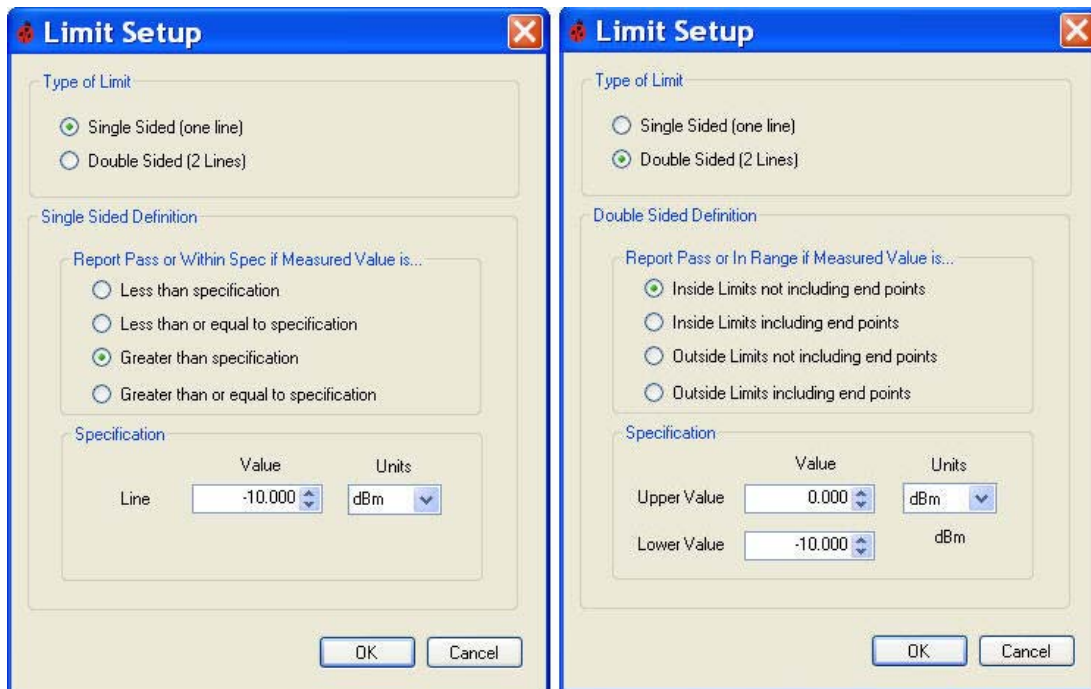 Limit Setup
Type of Limit
Single Sided (one line)
Double Sided (2 Lines)
Single Sided Definition
Report Pass or Within Spec if Measured Value is...
Less than specification
Less than or equal to specification
Greater than specification
Greater than or equal to specification
Specification
Value Units
Line -10.000 dBm
OK Cancel
Limit Setup
Type of Limit
Single Sided (one line)
Double Sided (2 Lines)
Double Sided Definition
Report Pass or In Range if Measured Value is...
Inside Limits not including end points
Inside Limits including end points
Outside Limits not including end points
Outside Limits including end points
Specification
Value Units
Upper Value 0.000 dBm
Lower Value -10.000 dBm
OK Cancel